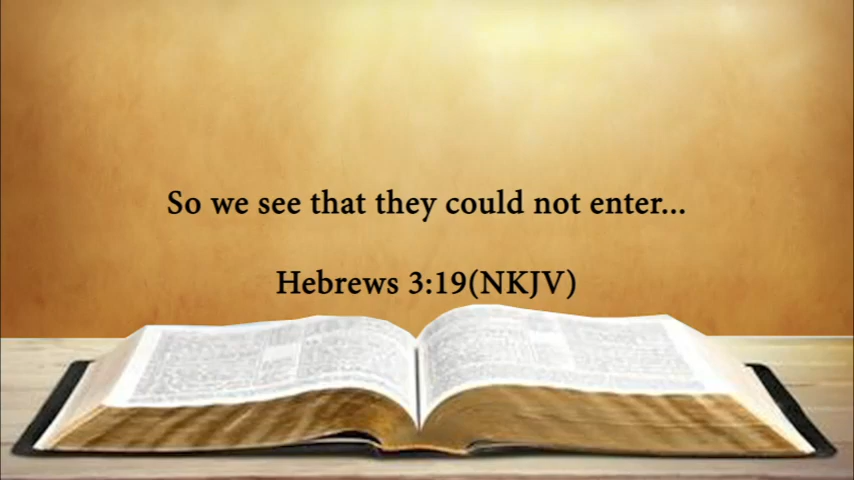 So we see that they could not enter...
Hebrews 3:19(NKJV)